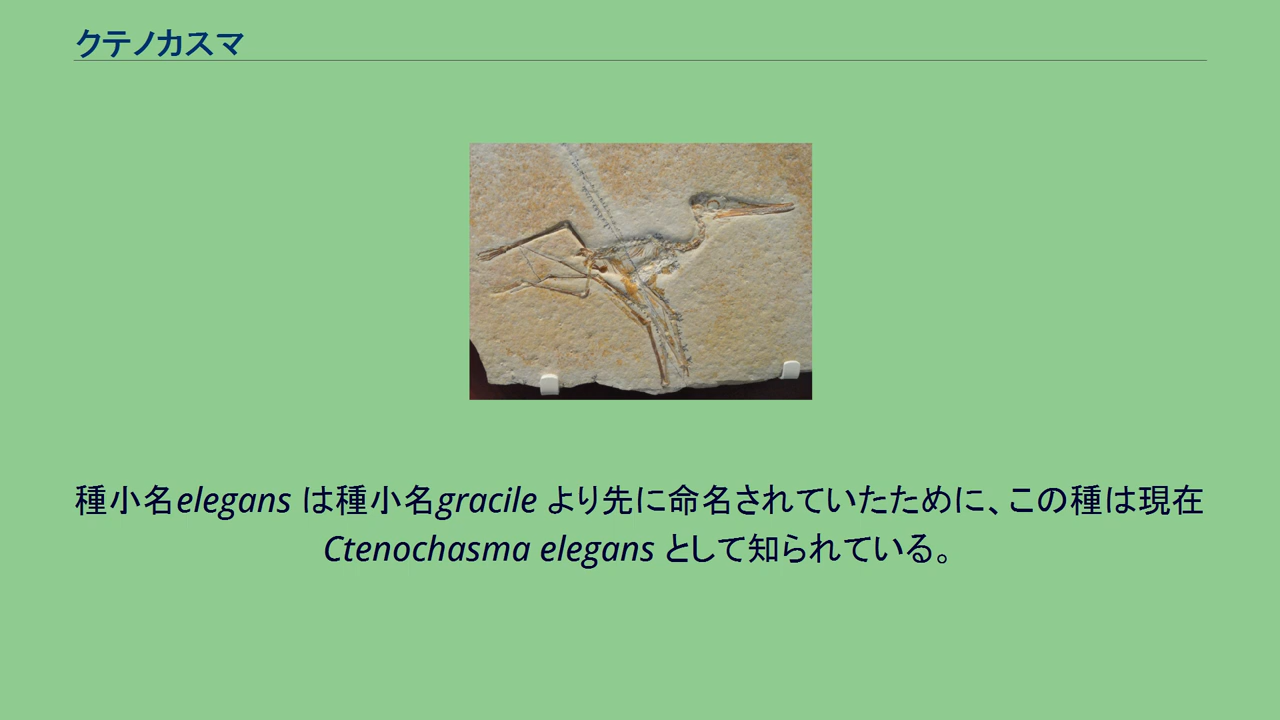 クテノカスマ
種小名elegans は種小名gracile より先に命名されていたために、この種は現在
Ctenochasma elegans として知られている。